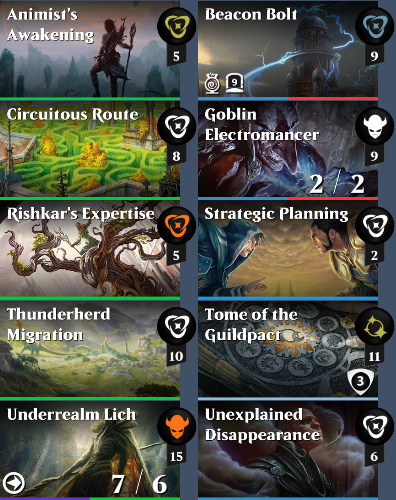 Animist's
Awakening
5
Beacon Bolt
9
9
Circuitous Route
8
Goblin
Electromancer
9
2 / 2
Rishkar's Expertise
5
Strategic Planning
2
Thunderherd
Migration
10
Tome of the
Guildpact
11
3
Underrealm Lich
15
7 / 6
Unexplained
Disappearance
6